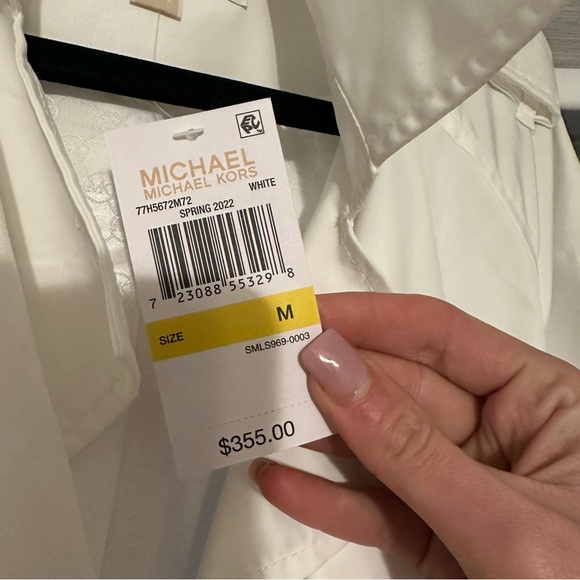 MICHAEL
MICHAEL KORS
77H5672M72 WHITE
SPRING 2022
7 23088 55329 8
SIZE M
SMLS969-0003
$355.00